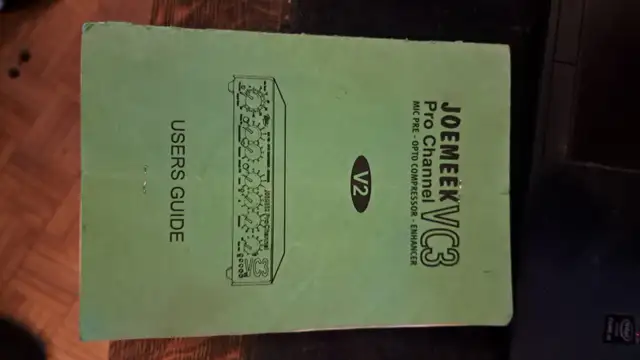 JOEMEEK VC3
Pro Channel
MIC PRE - OPTO COMPRESSOR - ENHANCER
V2
USERS GUIDE